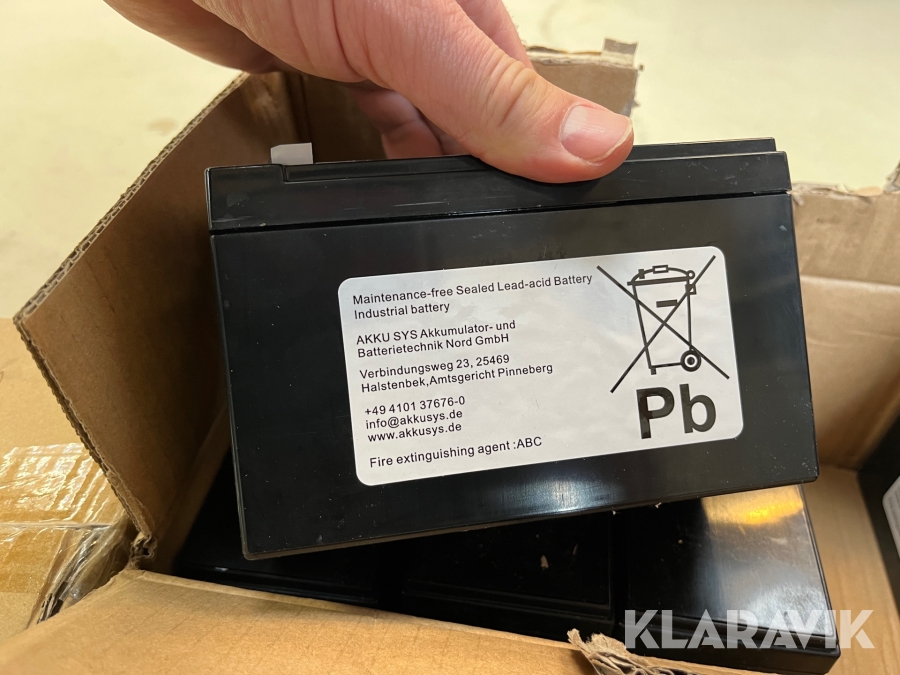 Maintenance-free Sealed Lead-acid Battery
Industrial battery
AKKU SYS Akkumulator- und
Batterietechnik Nord GmbH
Verbindungsweg 23, 25469
Halstenbek,Amtsgericht Pinneberg
+49 4101 37676-0
info@akkusys.de
www.akkusys.de
Fire extinguishing agent :ABC
Pb
KLARAVIK